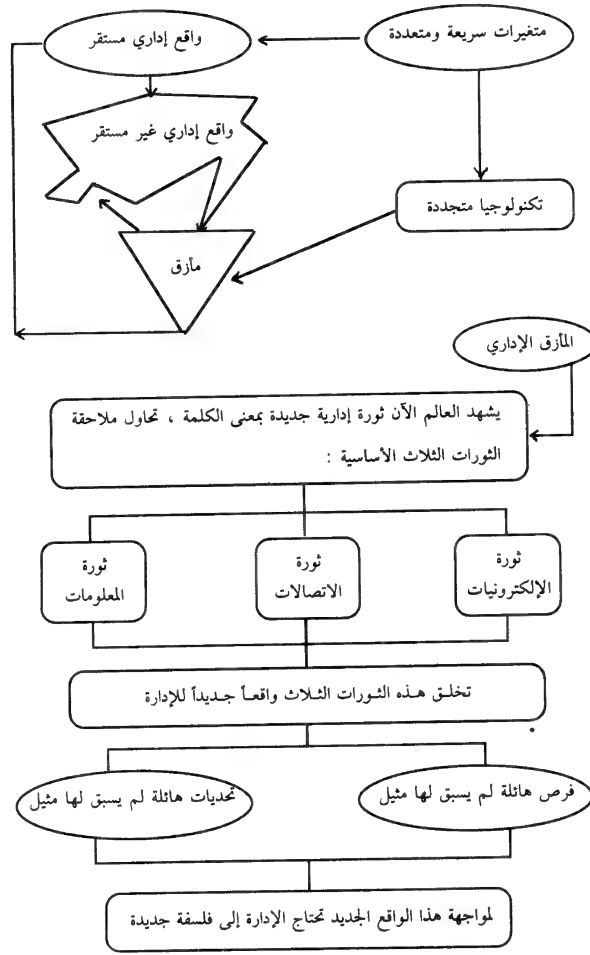 متغيرات سريعة ومتعددة
واقع إداري مستقر
واقع إداري غير مستقر
تكنولوجيا متجددة
مأزق
المأزق الإداري
يشهد العالم الآن ثورة إدارية جديدة بمعنى الكلمة ، تحاول ملاحقة
الثورات الثلاث الأساسية :
ثورة
الإلكترونيات
ثورة
الاتصالات
ثورة
المعلومات
تخلق هذه الثورات الثلاث واقعاً جديداً للإدارة
فرص هائلة لم يسبق لها مثيل
تحديات هائلة لم يسبق لها مثيل
لمواجهة هذا الواقع الجديد تحتاج الإدارة إلى فلسفة جديدة